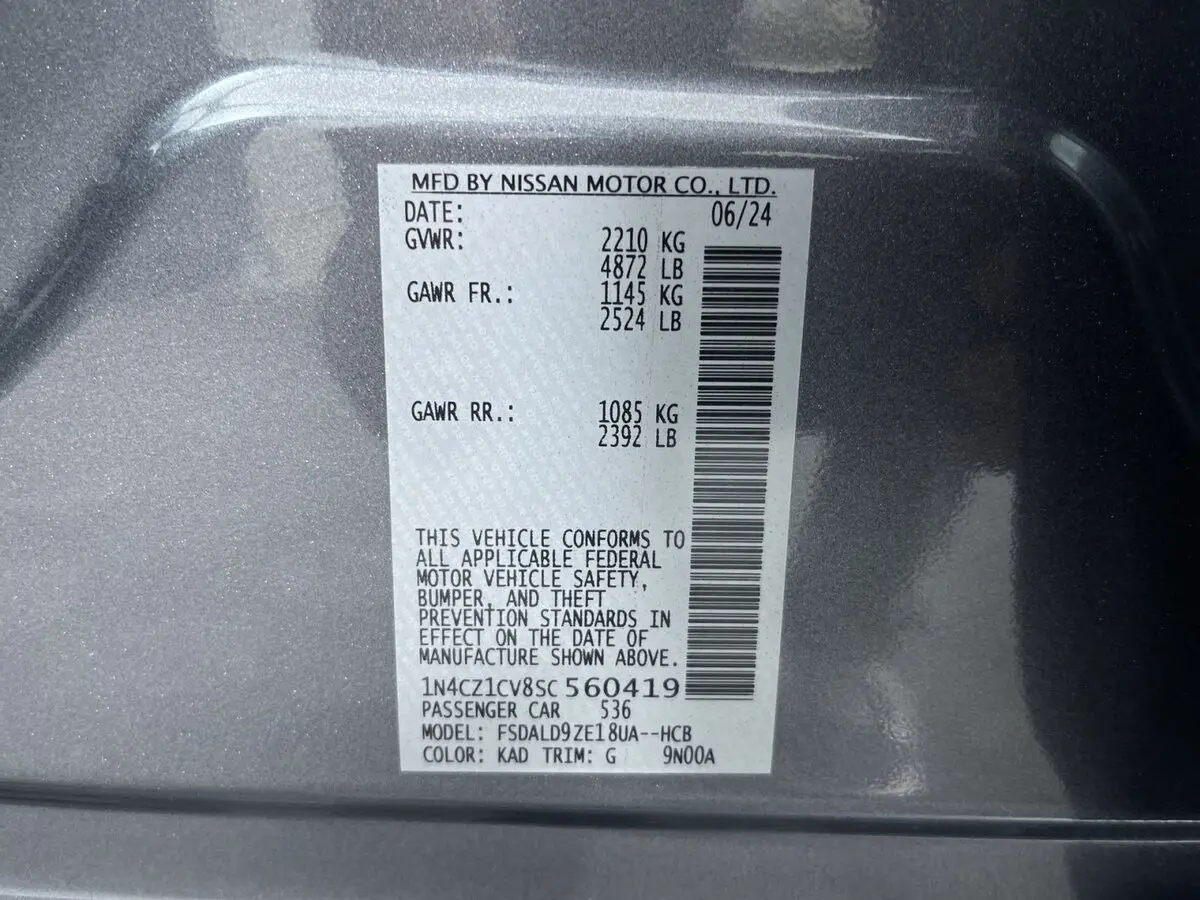 MFD BY NISSAN MOTOR CO., LTD.
DATE: 06/24
GVWR: 2210 KG
4872 LB
GAWR FR.: 1145 KG
2524 LB
GAWR RR.: 1085 KG
2392 LB
THIS VEHICLE CONFORMS TO
ALL APPLICABLE FEDERAL
MOTOR VEHICLE SAFETY,
BUMPER, AND THEFT
PREVENTION STANDARDS IN
EFFECT ON THE DATE OF
MANUFACTURE SHOWN ABOVE.
1N4CZ1CV8SC560419
PASSENGER CAR 536
MODEL: FSDALD9ZE18UA--HCB
COLOR: KAD TRIM: G 9N00A